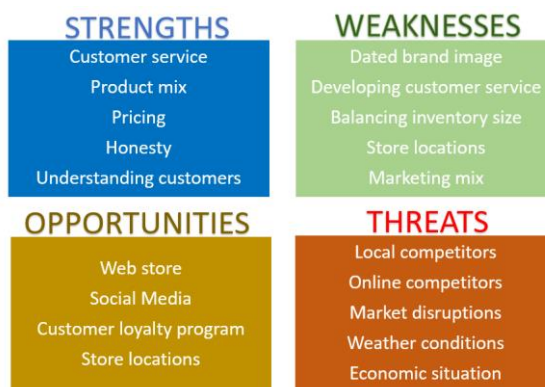 STRENGTHS
Customer service
Product mix
Pricing
Honesty
Understanding customers
WEAKNESSES
Dated brand image
Developing customer service
Balancing inventory size
Store locations
Marketing mix
OPPORTUNITIES
Web store
Social Media
Customer loyalty program
Store locations
THREATS
Local competitors
Online competitors
Market disruptions
Weather conditions
Economic situation